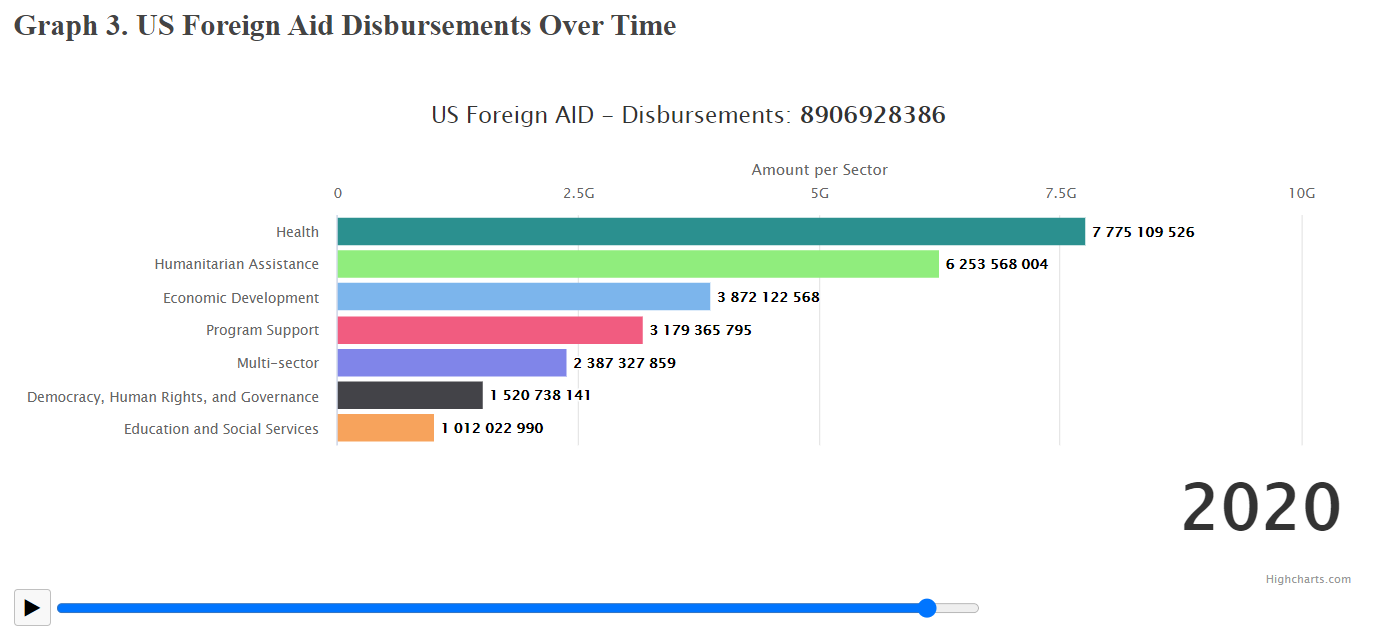 Graph 3. US Foreign Aid Disbursements Over Time
US Foreign AID - Disbursements: 8906928386
Amount per Sector
0 2.5G 5G 7.5G 10G
Health 7 775 109 526
Humanitarian Assistance 6 253 568 004
Economic Development 3 872 122 568
Program Support 3 179 365 795
Multi-sector 2 387 327 859
Democracy, Human Rights, and Governance 1 520 738 141
Education and Social Services 1 012 022 990
2020
Highcharts.com